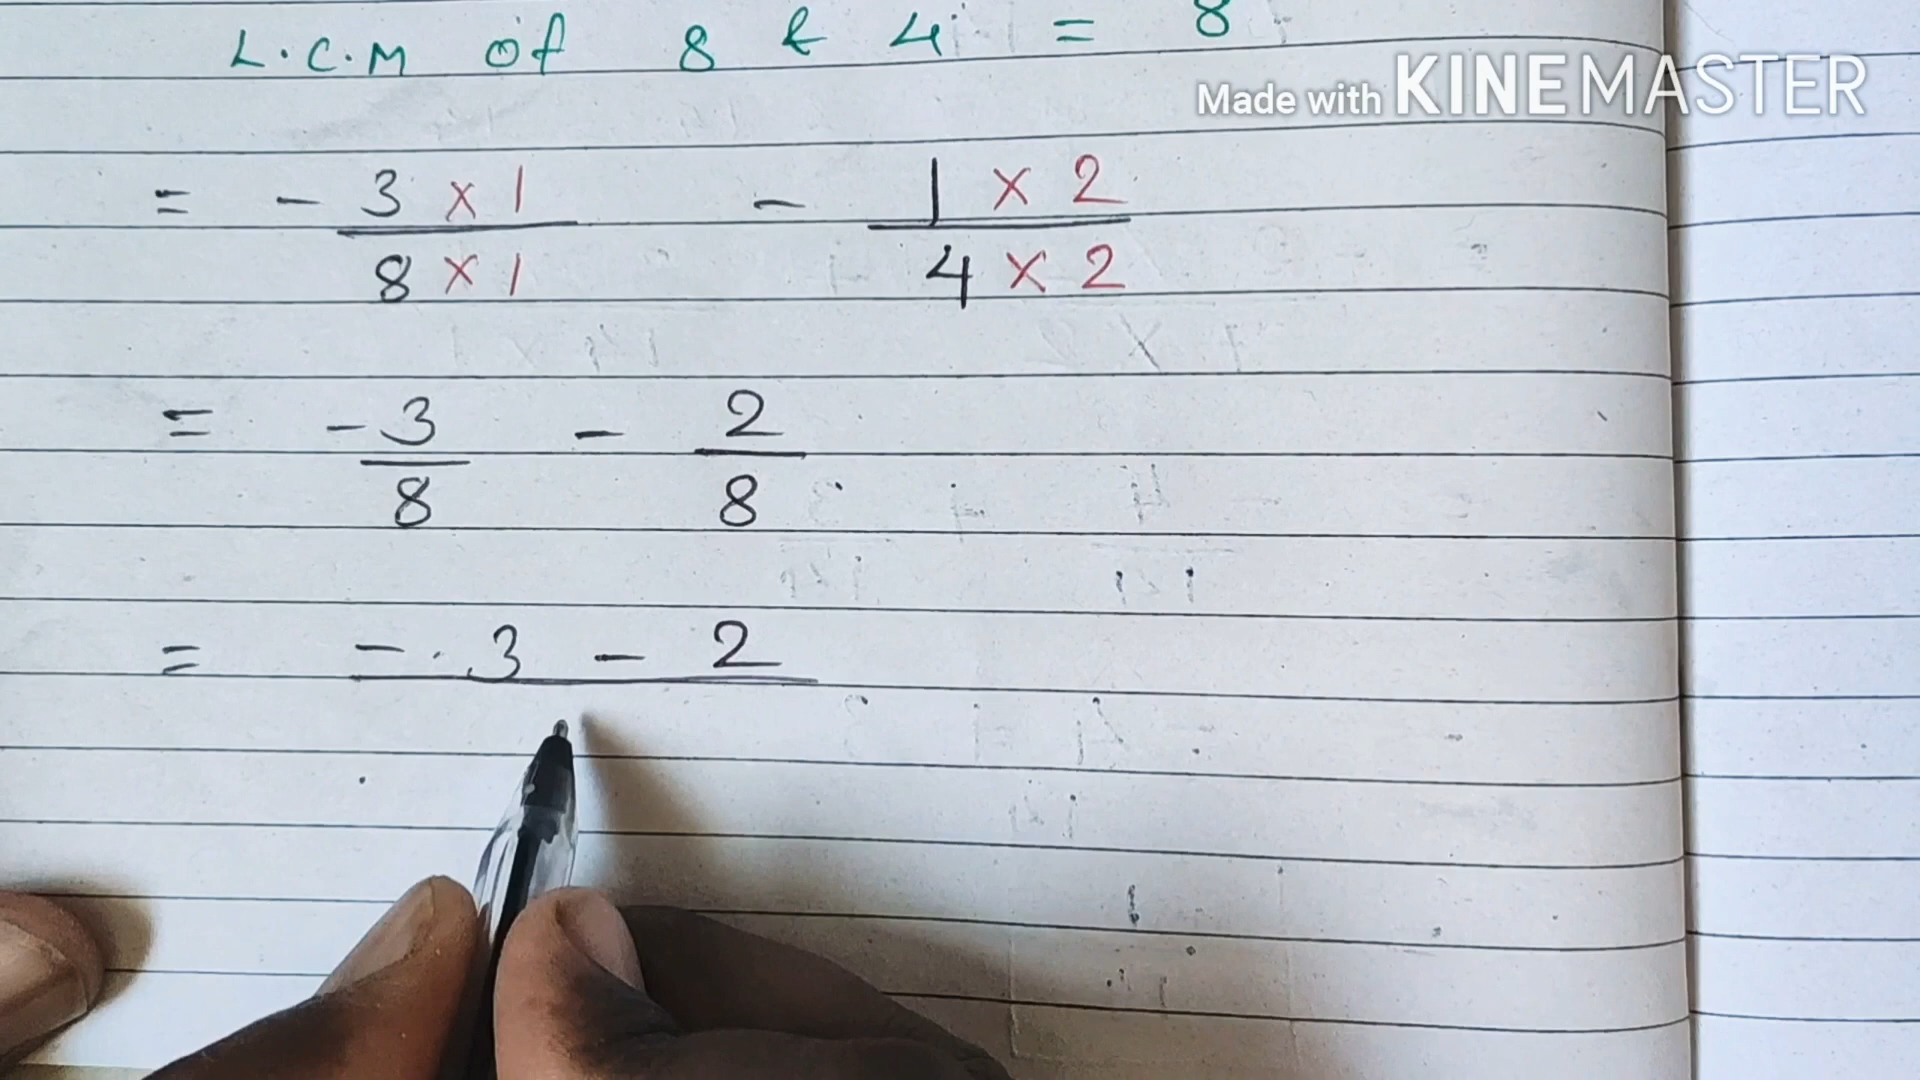 L.C.M of 8 & 4 = 8
Made with KINEMASTER
= - 3 × 1 / 8 × 1 - 1 × 2 / 4 × 2
= - 3 / 8 - 2 / 8
= - 3 - 2